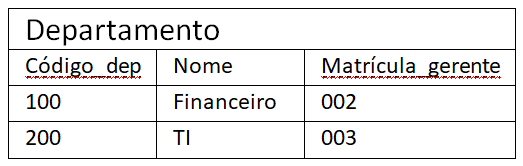 Departamento
Código_dep Nome Matrícula_gerente
100 Financeiro 002
200 TI 003